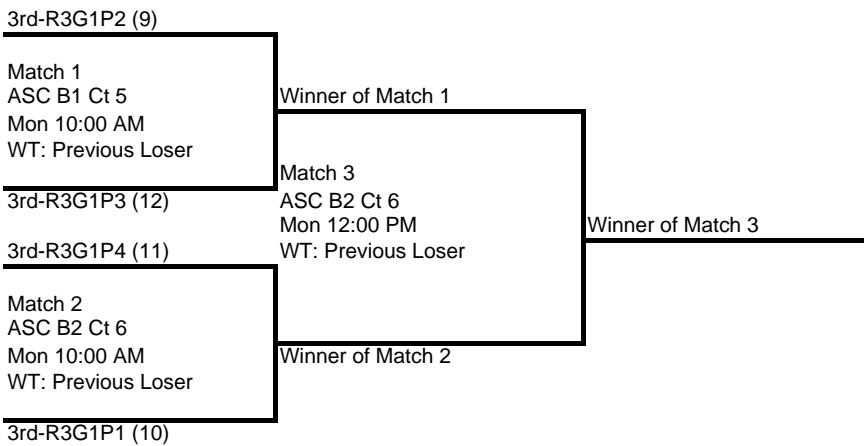 3rd-R3G1P2 (9)
Match 1
ASC B1 Ct 5
Mon 10:00 AM
WT: Previous Loser
3rd-R3G1P3 (12)
3rd-R3G1P4 (11)
Match 2
ASC B2 Ct 6
Mon 10:00 AM
WT: Previous Loser
3rd-R3G1P1 (10)
Winner of Match 1
Match 3
ASC B2 Ct 6
Mon 12:00 PM
WT: Previous Loser
Winner of Match 2
Winner of Match 3